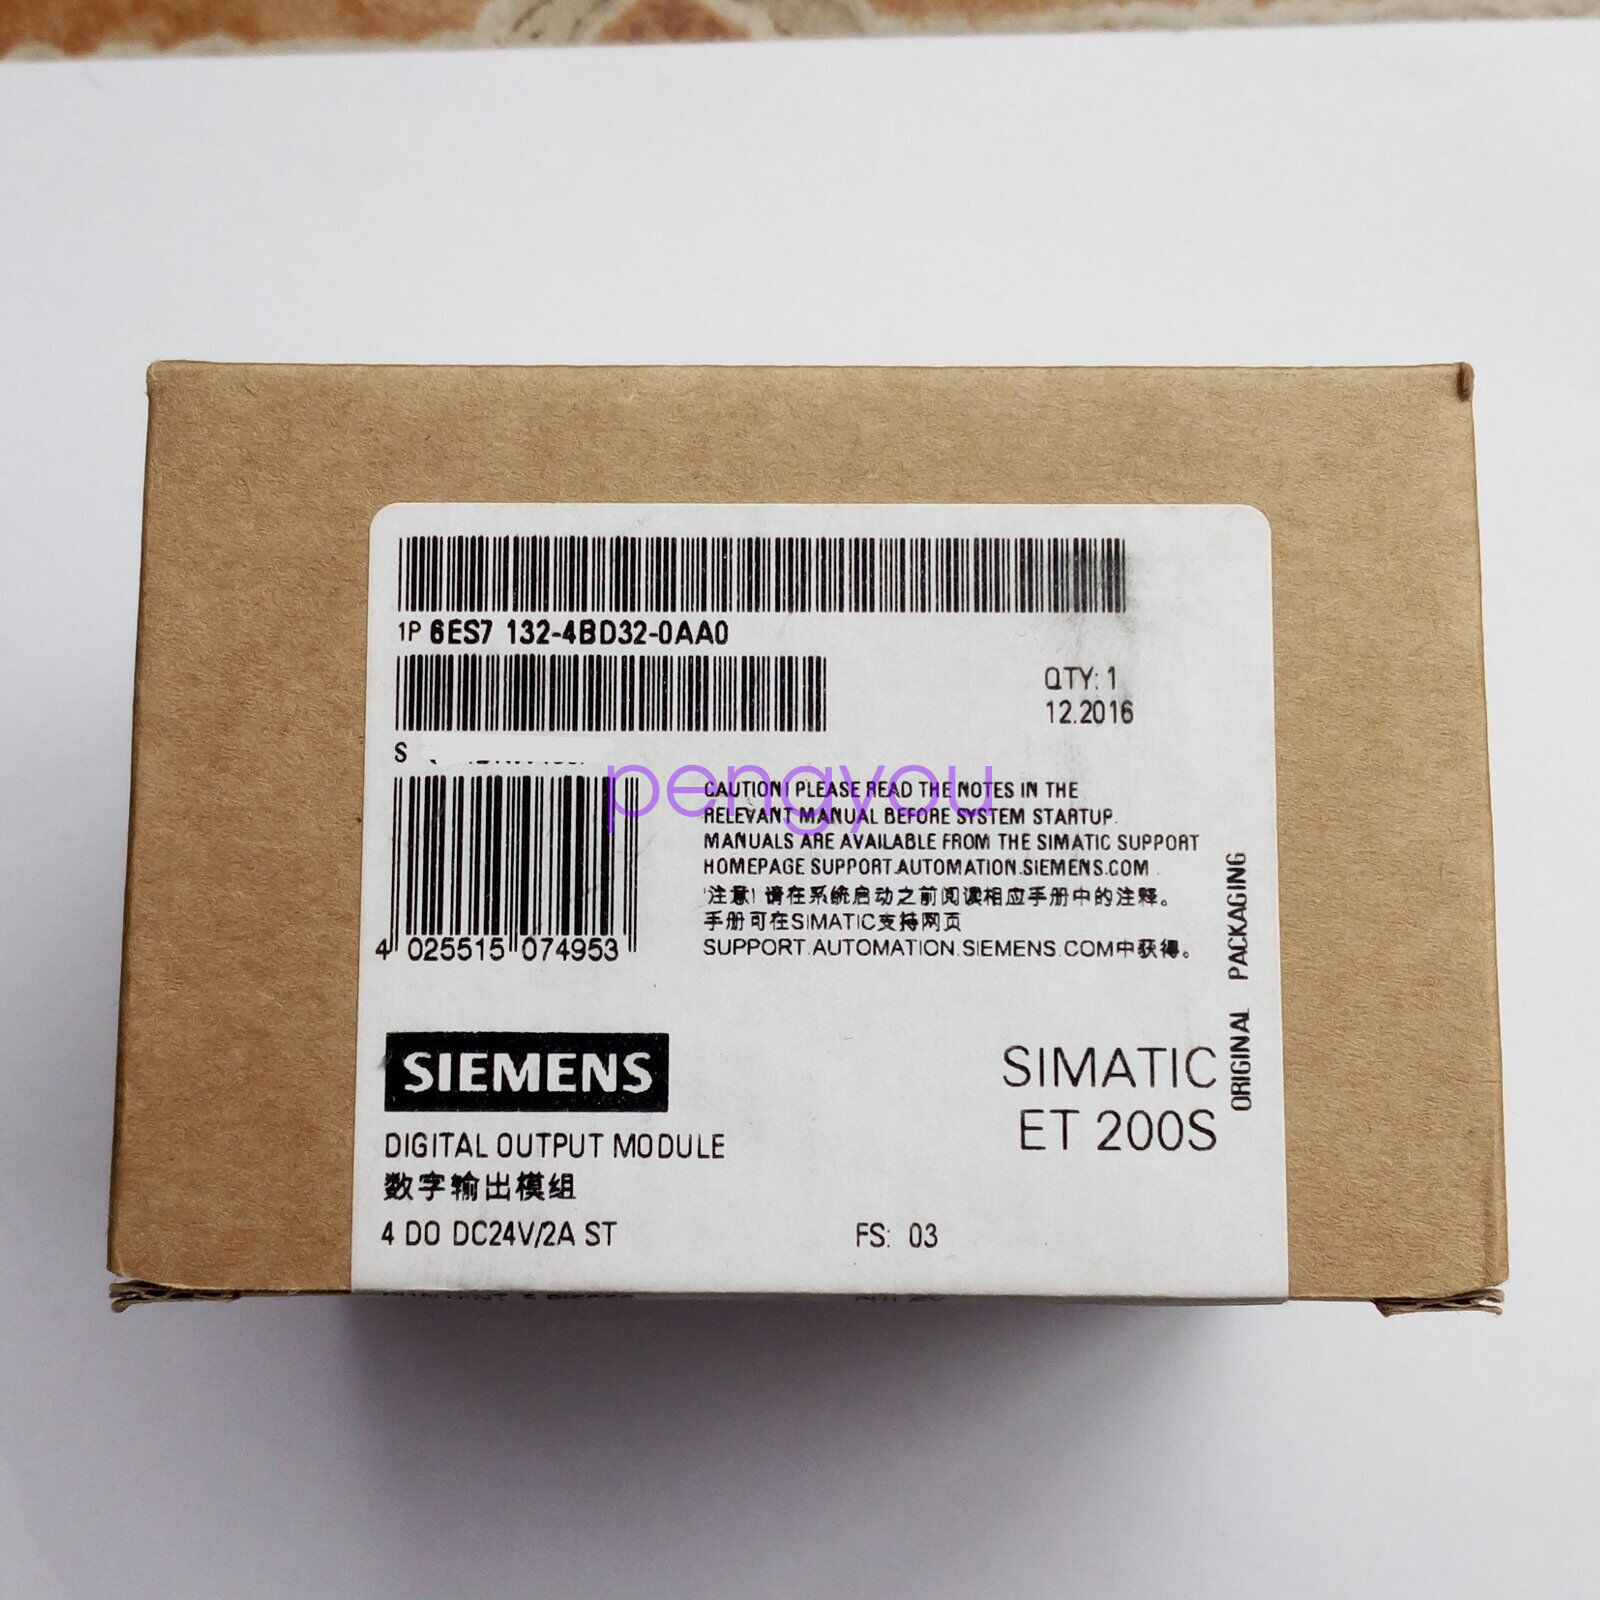 1P 6ES7 132-4BD32-0AA0
QTY: 1
12.2016
S
pengyou
CAUTION! PLEASE READ THE NOTES IN THE
RELEVANT MANUAL BEFORE SYSTEM STARTUP.
MANUALS ARE AVAILABLE FROM THE SIMATIC SUPPORT
HOMEPAGE SUPPORT.AUTOMATION.SIEMENS.COM .
注意! 请在系统启动之前阅读相应手册中的注释。
手册可在SIMATIC支持网页
SUPPORT.AUTOMATION.SIEMENS.COM中获得。
4 025515 074953
ORIGINAL PACKAGING
SIEMENS
SIMATIC
ET 200S
DIGITAL OUTPUT MODULE
数字输出模组
4 DO DC24V/2A ST
FS: 03